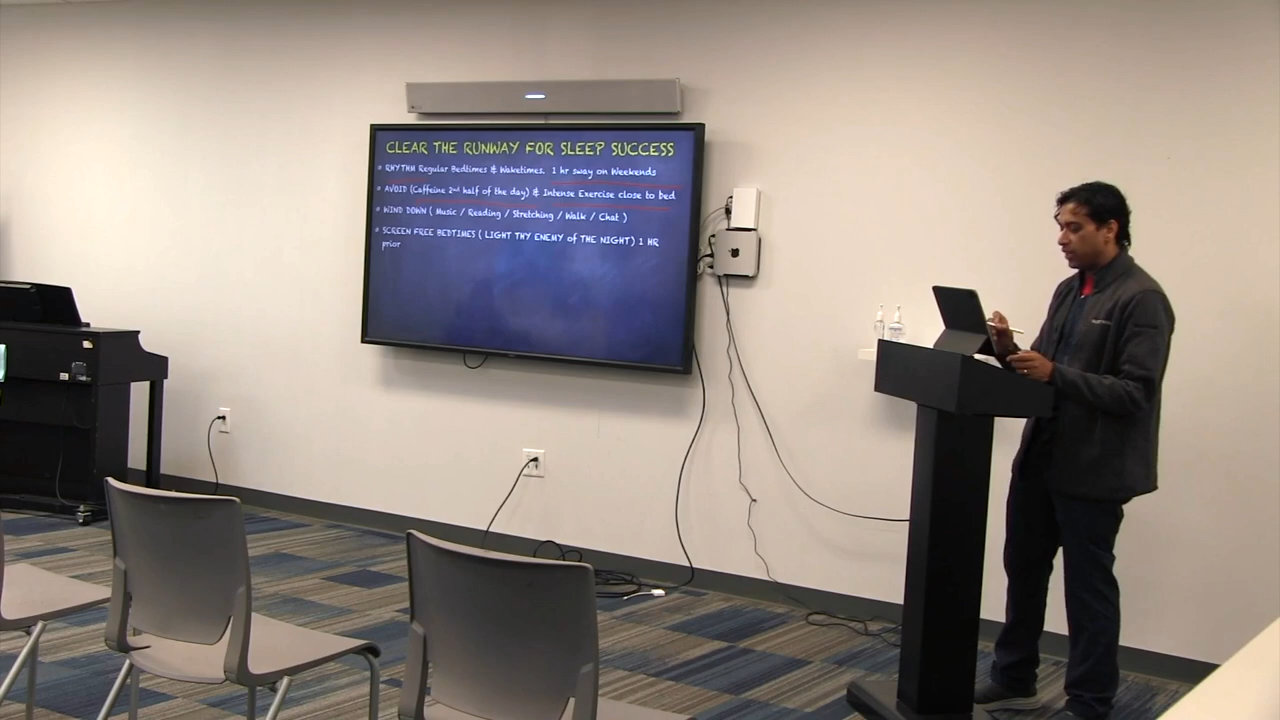 CLEAR THE RUNWAY FOR SLEEP SUCCESS
RHYTHM Regular Bedtimes & Waketimes. 1 hr sway on Weekends
AVOID (Caffeine 2nd half of the day) & Intense Exercise close to bed
WIND DOWN ( Music / Reading / Stretching / Walk / Chat )
SCREEN FREE BEDTIMES ( LIGHT THY ENEMY of THE NIGHT) 1 HR
prior